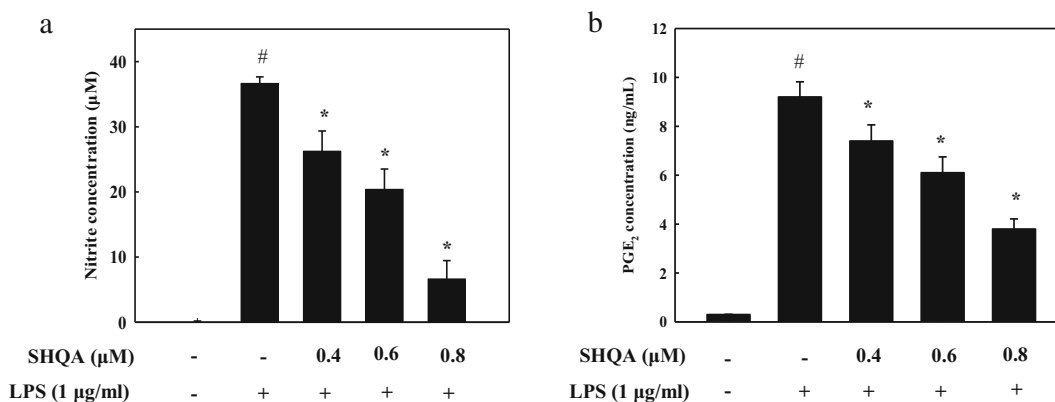 a
Nitrite concentration (µM)
40
30
20
10
0
#
*
*
*
SHQA (µM) - - 0.4 0.6 0.8
LPS (1 µg/ml) - + + + +
b
PGE₂ concentration (ng/mL)
12
10
8
6
4
2
0
#
*
*
*
SHQA (µM) - - 0.4 0.6 0.8
LPS (1 µg/ml) - + + + +